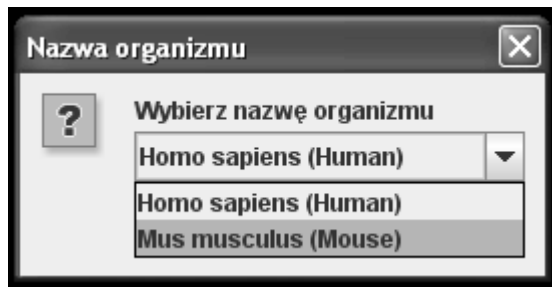 Nazwa organizmu
Wybierz nazwę organizmu
Homo sapiens (Human)
Homo sapiens (Human)
Mus musculus (Mouse)